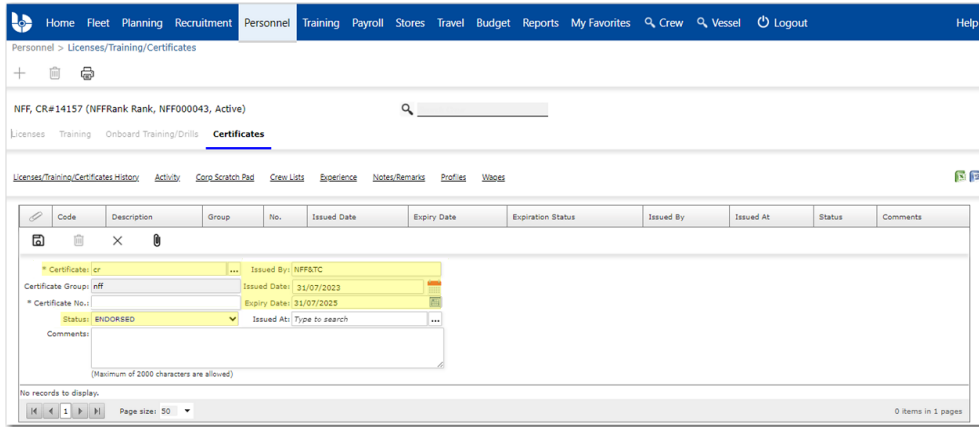 Home Fleet Planning Recruitment Personnel Training Payroll Stores Travel Budget Reports My Favorites Crew Vessel Logout Help
Personnel > Licenses/Training/Certificates
NFF, CR#14157 (NFFRank Rank, NFF000043, Active)
Licenses Training Onboard Training/Drills Certificates
Licenses/Training/Certificates History Activity Corp Scratch Pad Crew Lists Experience Notes/Remarks Profiles Wages
Code Description Group No. Issued Date Expiry Date Expiration Status Issued By Issued At Status Comments
* Certificate: cr ... Issued By: NFF&TC
Certificate Group: nff Issued Date: 31/07/2023
* Certificate No.: Expiry Date: 31/07/2025
Status: ENDORSED Issued At: Type to search ...
Comments:
(Maximum of 2000 characters are allowed)
No records to display.
1 Page size: 50 0 items in 1 pages